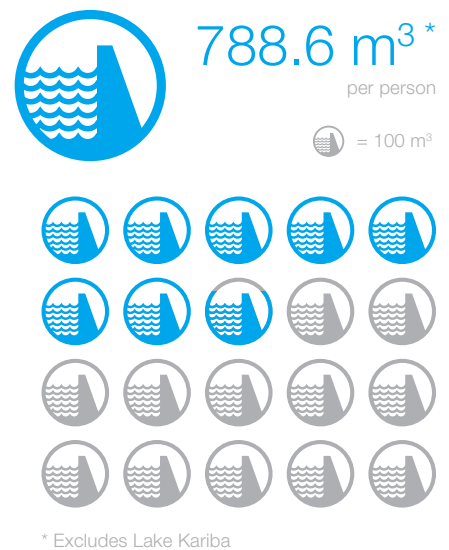 788.6 m³ *
per person
= 100 m³
* Excludes Lake Kariba